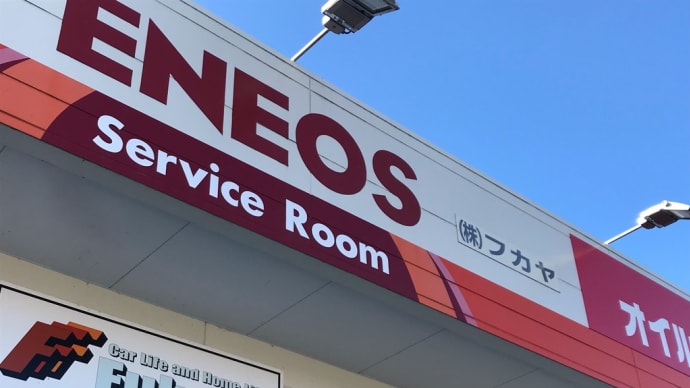 ENEOS
Service Room
(株)フカヤ
オイル
Car Life and Home